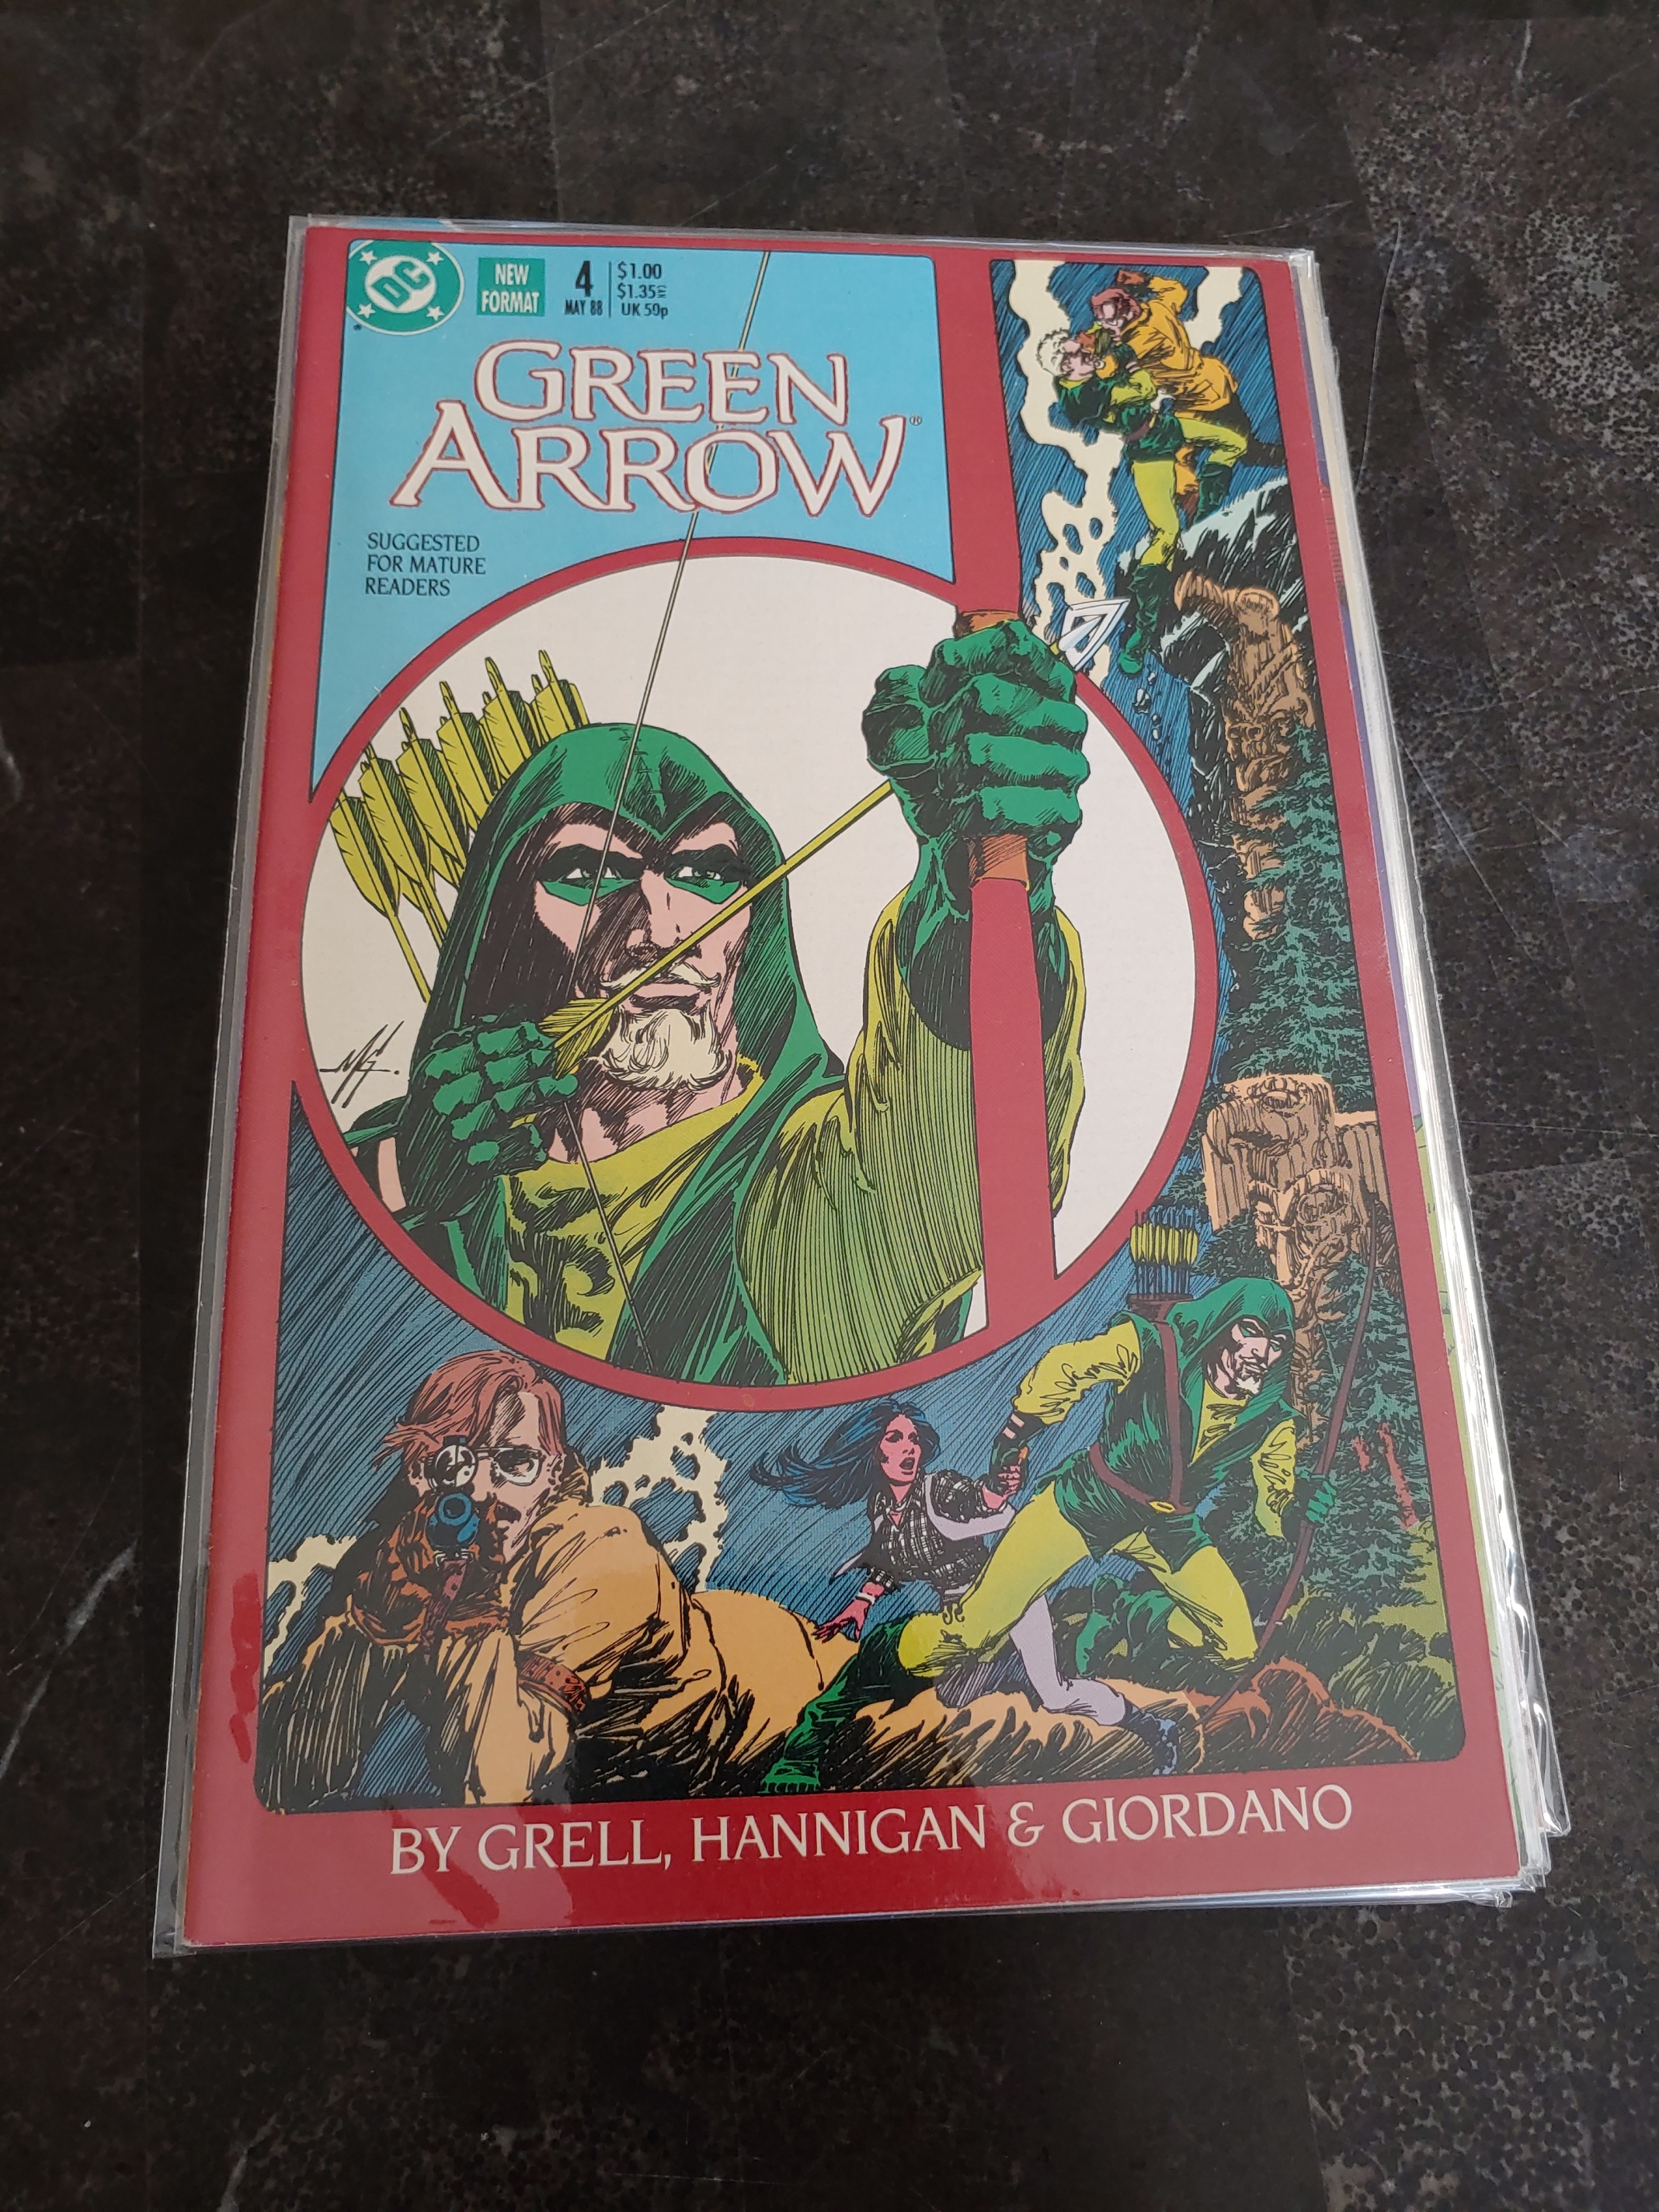 DC
NEW
FORMAT
4
MAY 88
$1.00
$1.35
UK 50p
GREEN
ARROW®
SUGGESTED
FOR MATURE
READERS
BY GRELL, HANNIGAN & GIORDANO